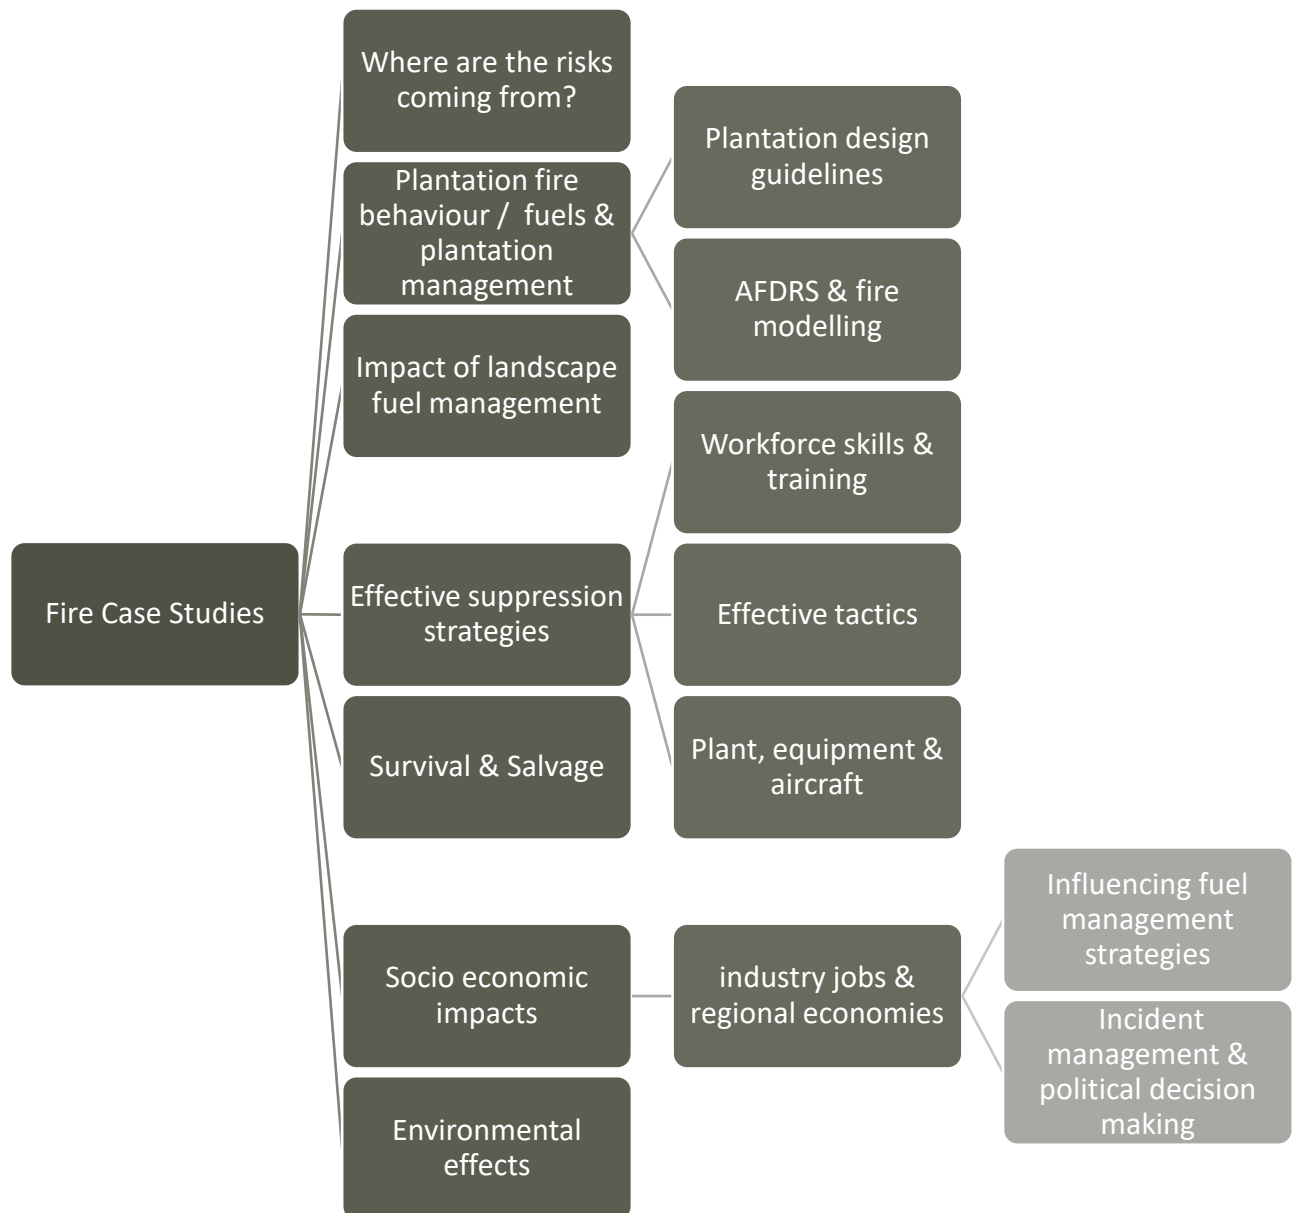 Where are the risks
coming from?
Plantation fire
behaviour / fuels &
plantation
management
Impact of landscape
fuel management
Fire Case Studies
Effective suppression
strategies
Survival & Salvage
Socio economic
impacts
Environmental
effects
Plantation design
guidelines
AFDRS & fire
modelling
Workforce skills &
training
Effective tactics
Plant, equipment &
aircraft
industry jobs &
regional economies
Influencing fuel
management
strategies
Incident
management &
political decision
making